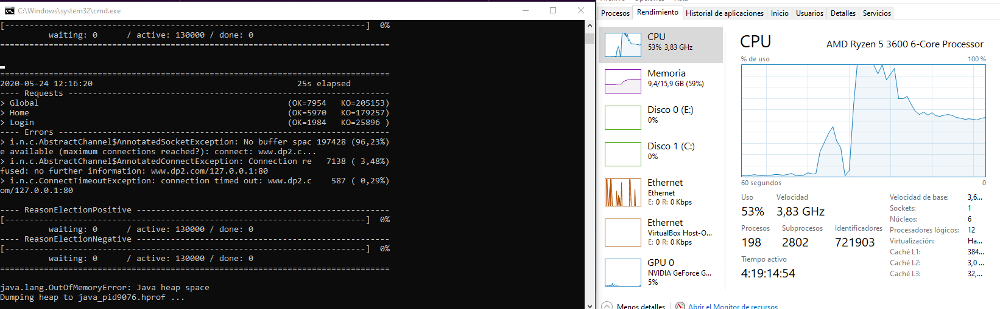 C:\Windows\system32\cmd.exe
[--------------------------------------------------------------------------] 0%
waiting: 0 / active: 130000 / done: 0
================================================================================
================================================================================
2020-05-24 12:16:20 25s elapsed
---- Requests ------------------------------------------------------------------
> Global (OK=7954 KO=205153)
> Home (OK=5970 KO=179257)
> Login (OK=1984 KO=25896 )
---- Errors --------------------------------------------------------------------
> i.n.c.AbstractChannel$AnnotatedSocketException: No buffer spac 197428 (96,23%)
e available (maximum connections reached?): connect: www.dp2.c...
> i.n.c.AbstractChannel$AnnotatedConnectException: Connection re 7138 ( 3,48%)
fused: no further information: www.dp2.com/127.0.0.1:80
> i.n.c.ConnectTimeoutException: connection timed out: www.dp2.c 587 ( 0,29%)
om/127.0.0.1:80
---- ReasonElectionPositive ----------------------------------------------------
[--------------------------------------------------------------------------] 0%
waiting: 0 / active: 130000 / done: 0
---- ReasonElectionNegative ----------------------------------------------------
[--------------------------------------------------------------------------] 0%
waiting: 0 / active: 130000 / done: 0
================================================================================
java.lang.OutOfMemoryError: Java heap space
Dumping heap to java_pid9076.hprof ...
Procesos Rendimiento Historial de aplicaciones Inicio Usuarios Detalles Servicios
CPU
53% 3,83 GHz
Memoria
9,4/15,9 GB (59%)
Disco 0 (E:)
0%
Disco 1 (C:)
0%
Ethernet
Ethernet
E: 0 R: 0 Kbps
Ethernet
VirtualBox Host-O...
E: 0 R: 0 Kbps
GPU 0
NVIDIA GeForce G...
5%
CPU AMD Ryzen 5 3600 6-Core Processor
% de uso 100 %
60 segundos 0
Uso Velocidad
53% 3,83 GHz
Procesos Subprocesos Identificadores
198 2802 721903
Tiempo activo
4:19:14:54
Velocidad de base: 3,6...
Sockets: 1
Núcleos: 6
Procesadores lógicos: 12
Virtualización: Ha...
Caché L1: 384...
Caché L2: 3,0 ...
Caché L3: 32,...
Menos detalles Abrir el Monitor de recursos